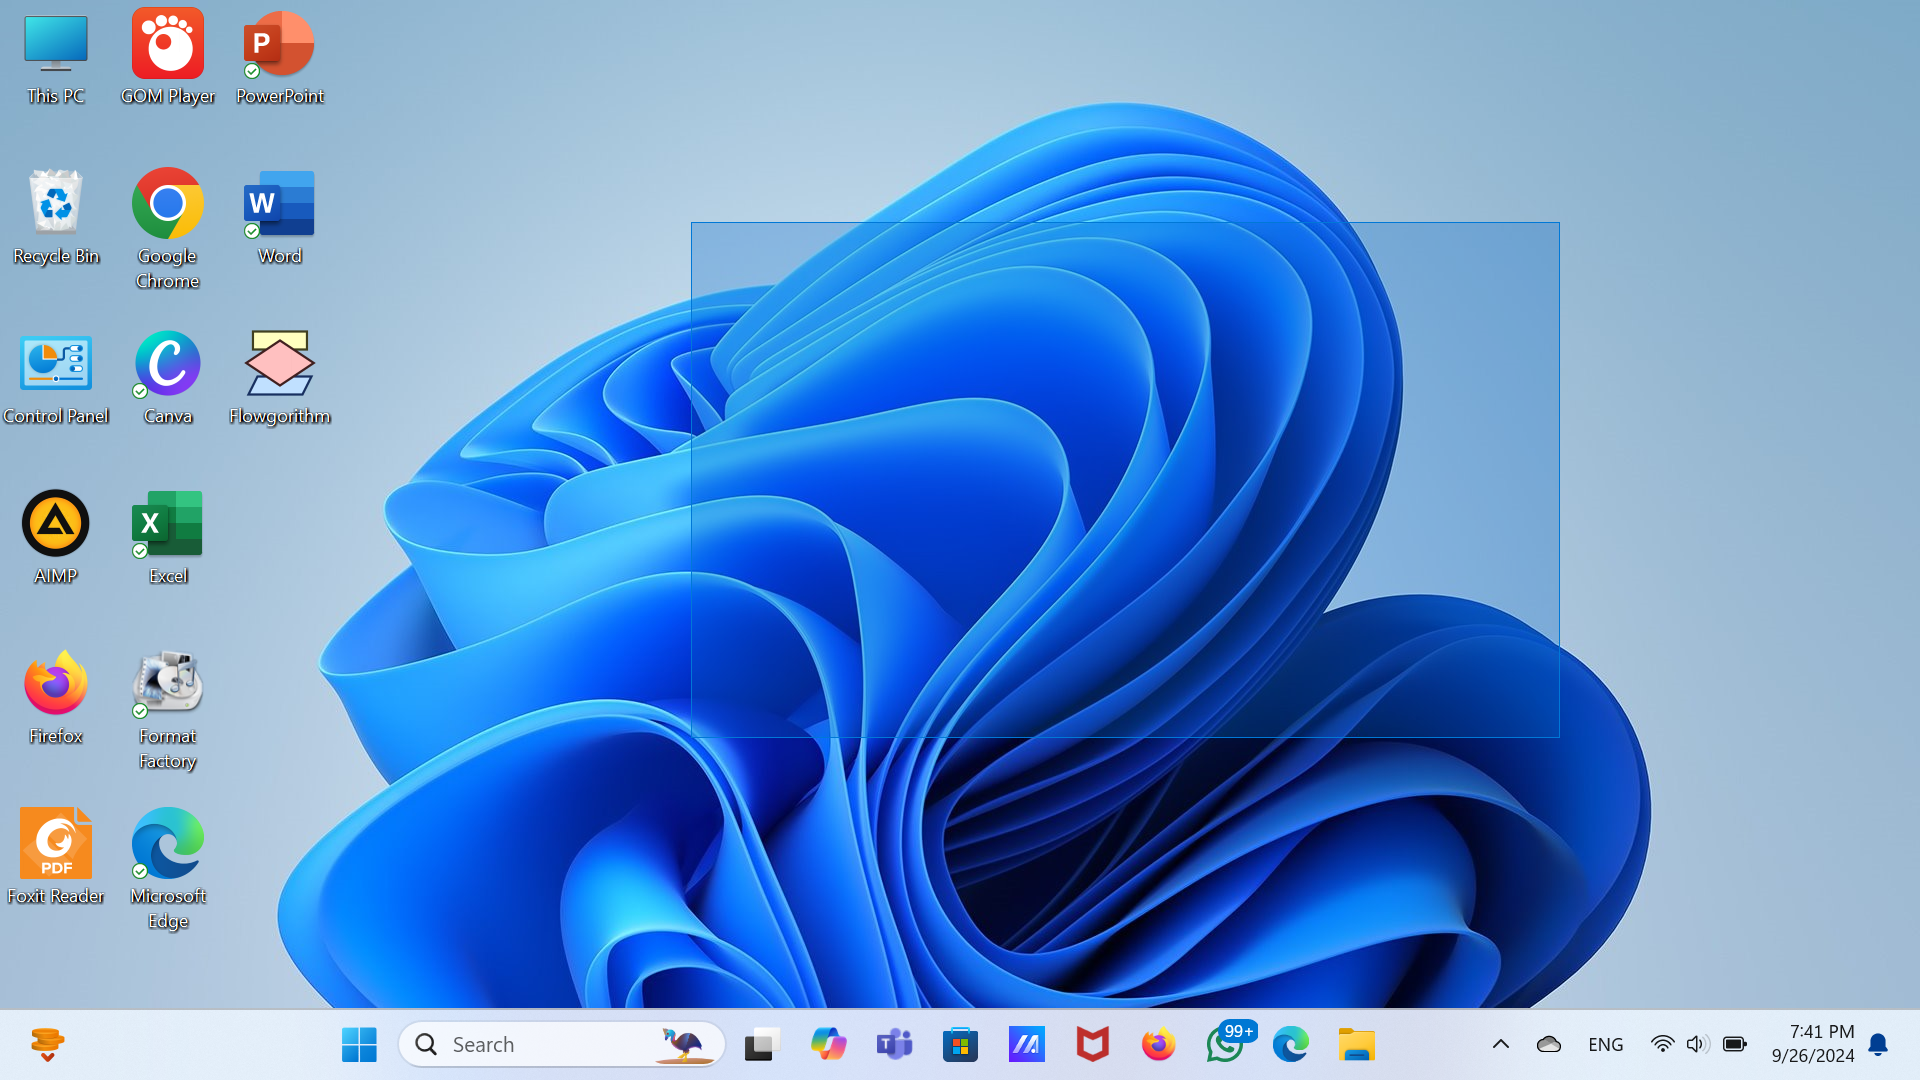 This PC
GOM Player
P
PowerPoint
Recycle Bin
Google
Chrome
W
Word
Control Panel
C
Canva
Flowgorithm
AIMP
X
Excel
Firefox
Format
Factory
PDF
Foxit Reader
Microsoft
Edge
Search
T
99+
ENG
7:41 PM
9/26/2024